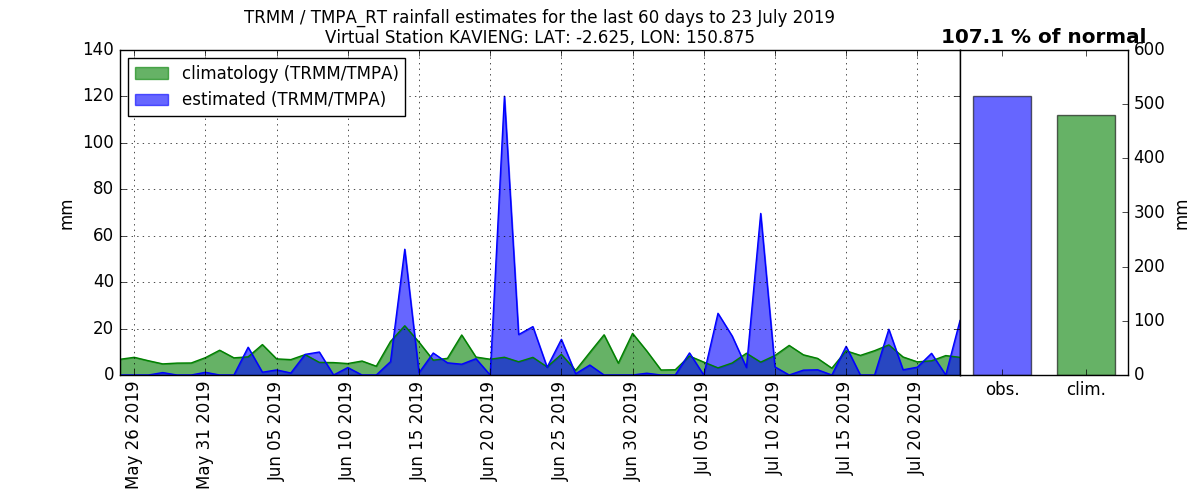 TRMM / TMPA_RT rainfall estimates for the last 60 days to 23 July 2019
Virtual Station KAVIENG: LAT: -2.625, LON: 150.875
107.1 % of normal
climatology (TRMM/TMPA)
estimated (TRMM/TMPA)
140
120
100
80
60
40
20
0
mm
May 26 2019
May 31 2019
Jun 05 2019
Jun 10 2019
Jun 15 2019
Jun 20 2019
Jun 25 2019
Jun 30 2019
Jul 05 2019
Jul 10 2019
Jul 15 2019
Jul 20 2019
obs.
clim.
600
500
400
300
200
100
0
mm